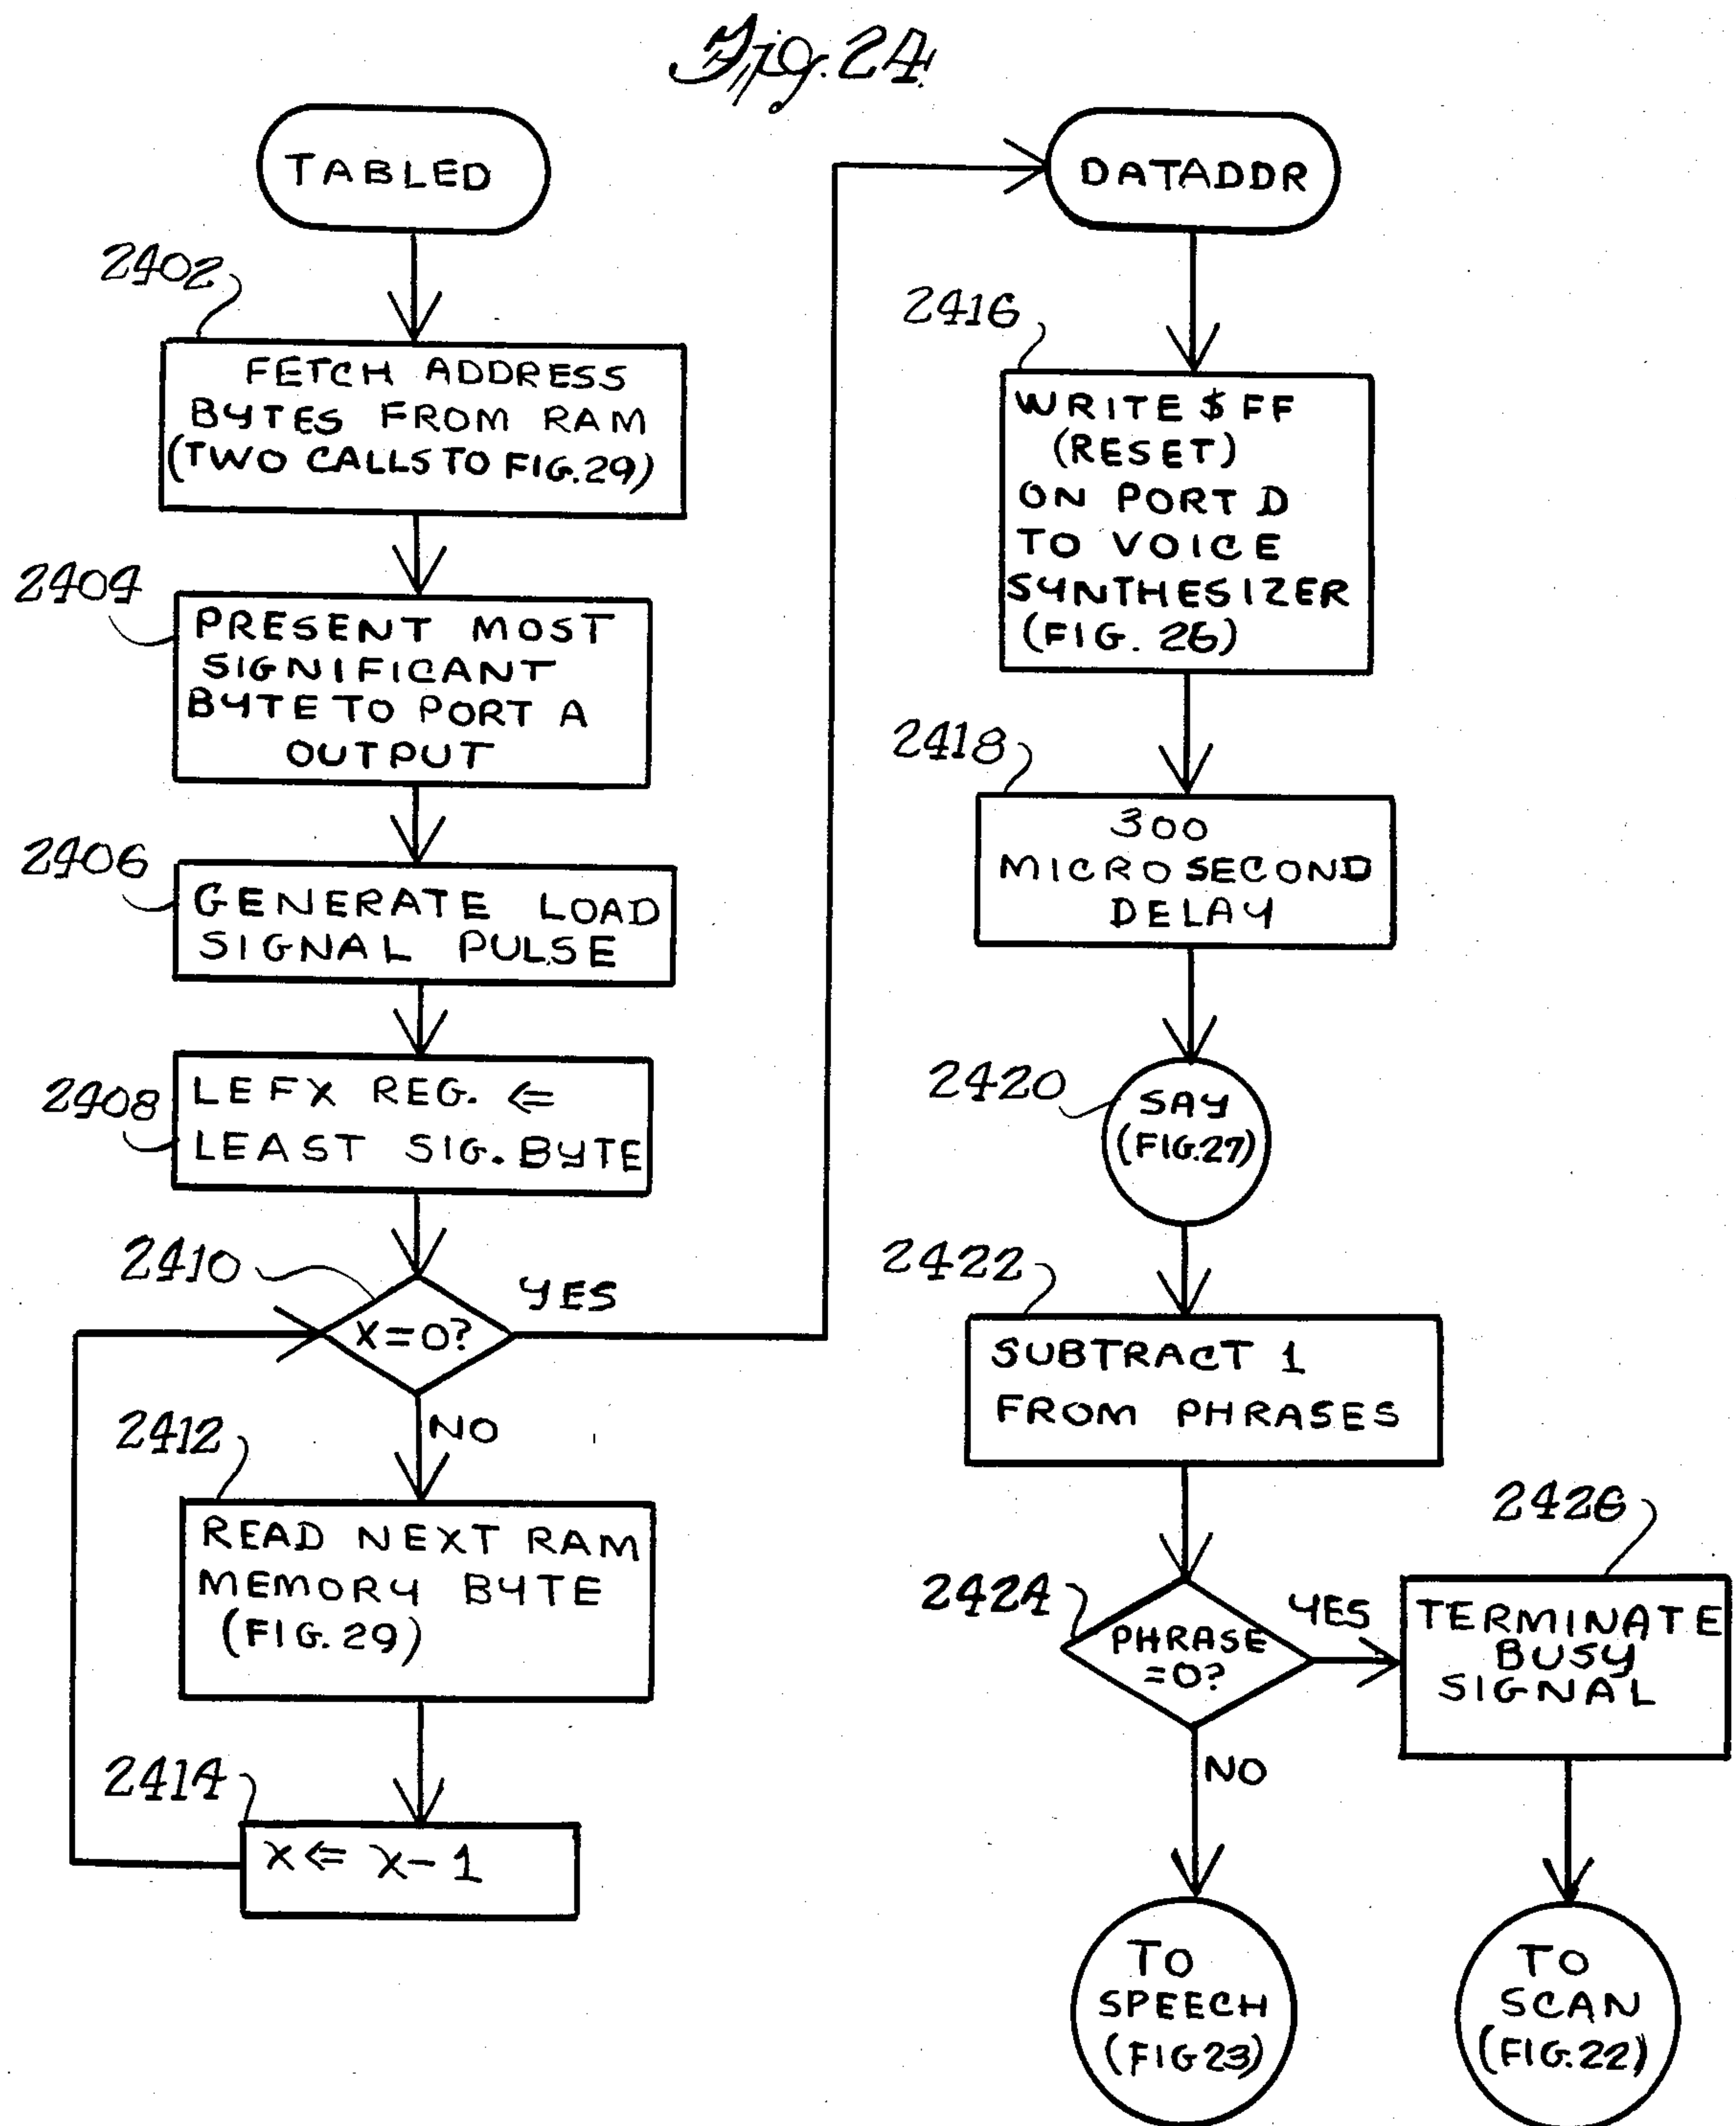 Fig. 24.
TABLED
2402
FETCH ADDRESS
BYTES FROM RAM
(TWO CALLS TO FIG. 29)
2404
PRESENT MOST
SIGNIFICANT
BYTE TO PORT A
OUTPUT
2406
GENERATE LOAD
SIGNAL PULSE
2408
LEFX REG. ⇐
LEAST SIG. BYTE
2410
X=0?
YES
NO
2412
READ NEXT RAM
MEMORY BYTE
(FIG. 29)
2414
X⇐ X-1
DATADDR
2416
WRITE $FF
(RESET)
ON PORT D
TO VOICE
SYNTHESIZER
(FIG. 26)
2418
300
MICROSECOND
DELAY
2420
SAY
(FIG.27)
2422
SUBTRACT 1
FROM PHRASES
2424
PHRASE
=0?
YES
NO
2426
TERMINATE
BUSY
SIGNAL
TO
SPEECH
(FIG 23)
TO
SCAN
(FIG.22)